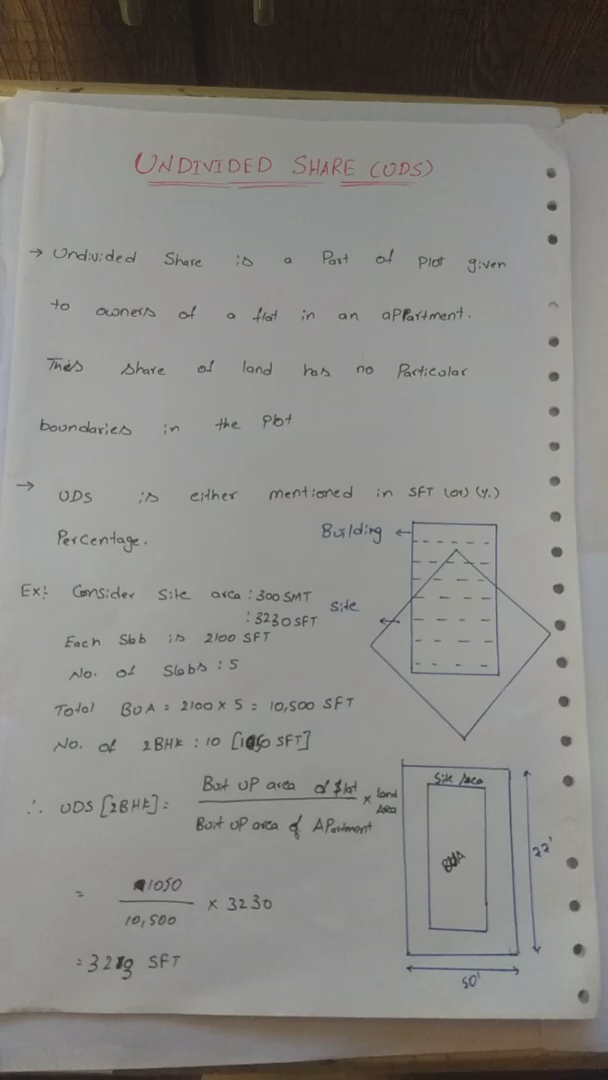 UNDIVIDED SHARE (UDS)
→ Undivided Share is a Part of Plot given
to owners of a flat in an appartment.
This share of land has no Particular
boundaries in the Plot
→ UDS is either mentioned in SFT (or) (%)
Percentage.
Building ←
Ex: Consider Site area : 300 SMT
: 3230 SFT
Site ←
Each Slab is 2100 SFT
No. of Slabs : 5
Total BUA = 2100 × 5 = 10,500 SFT
No. of 2BHK : 10 [1050 SFT]
∴ UDS [2BHK] = Buit UP area of flat × land Area
Buit UP area of APartment
= 1050 × 3230
10,500
= 323 SFT
Site Area
BUA
50'